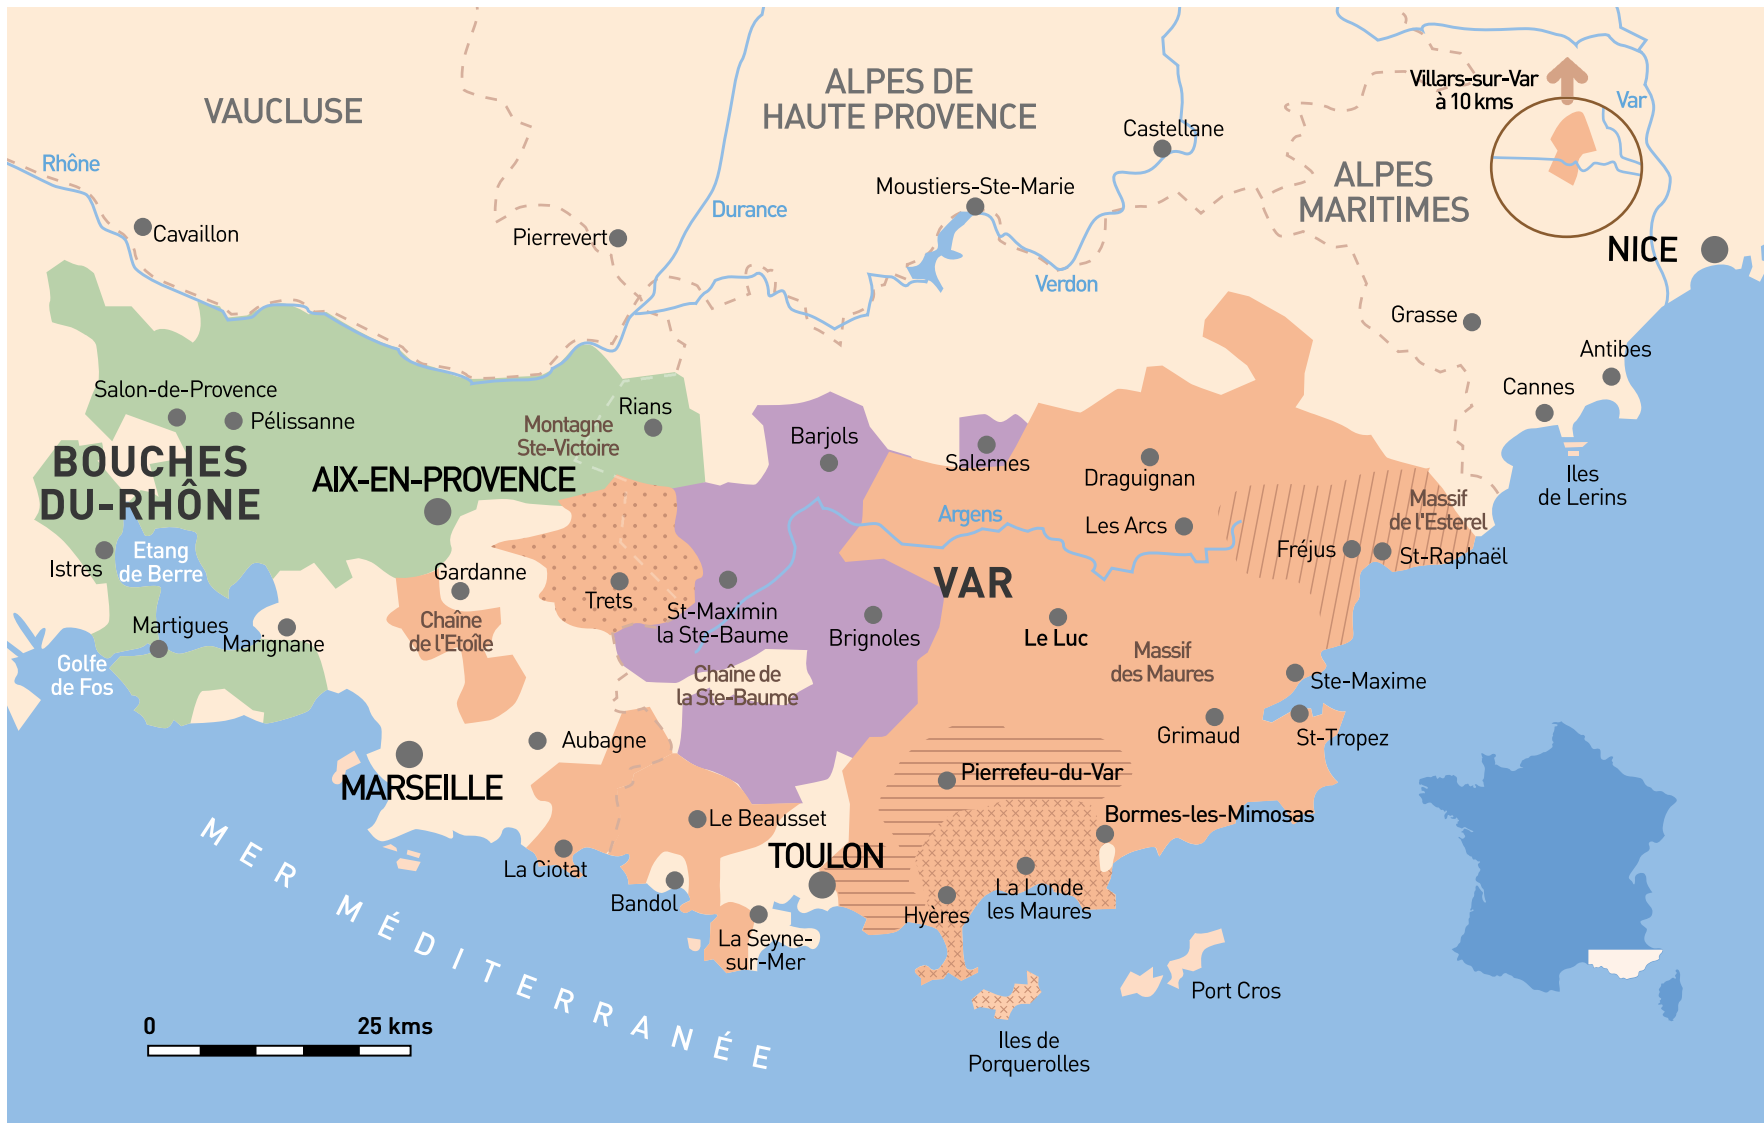 VAUCLUSE
ALPES DE
HAUTE PROVENCE
Villars-sur-Var
à 10 kms
Var
Castellane
Rhône
Moustiers-Ste-Marie
ALPES
MARITIMES
Durance
Cavaillon
Pierrevert
NICE
Verdon
Grasse
Antibes
Cannes
Salon-de-Provence
Pélissanne
Rians
Montagne
Ste-Victoire
Barjols
Salernes
Draguignan
Iles
de Lerins
BOUCHES
DU-RHÔNE
AIX-EN-PROVENCE
Massif
de l'Esterel
Argens
Les Arcs
Fréjus
St-Raphaël
Etang
de Berre
Istres
Gardanne
Trets
VAR
St-Maximin
la Ste-Baume
Brignoles
Le Luc
Chaîne
de l'Etoîle
Martigues
Marignane
Golfe
de Fos
Chaîne de
la Ste-Baume
Massif
des Maures
Ste-Maxime
Grimaud
St-Tropez
Aubagne
MARSEILLE
Pierrefeu-du-Var
Bormes-les-Mimosas
Le Beausset
TOULON
La Ciotat
Bandol
La Londe
les Maures
Hyères
La Seyne-
sur-Mer
Port Cros
Iles de
Porquerolles
MER MÉDITERRANÉE
0 25 kms